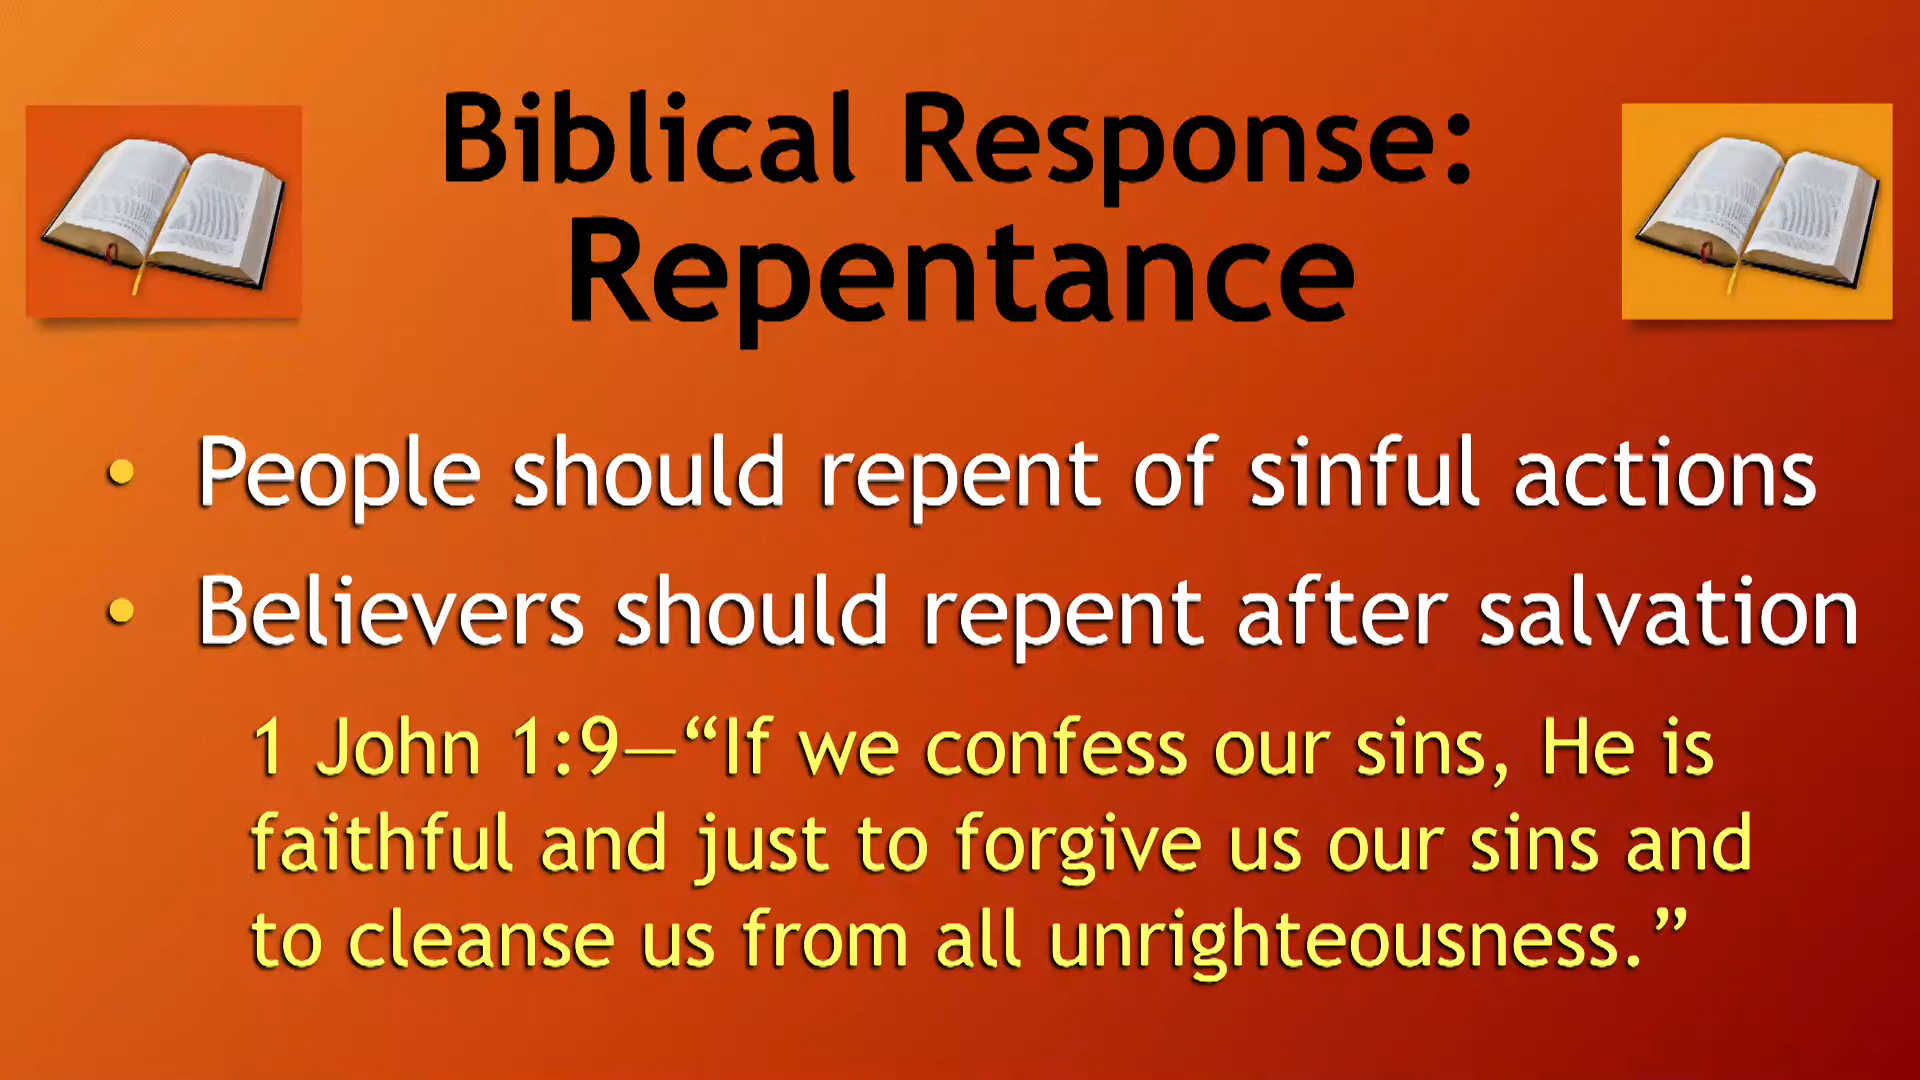 Biblical Response:
Repentance
• People should repent of sinful actions
• Believers should repent after salvation
1 John 1:9—“If we confess our sins, He is
faithful and just to forgive us our sins and
to cleanse us from all unrighteousness.”